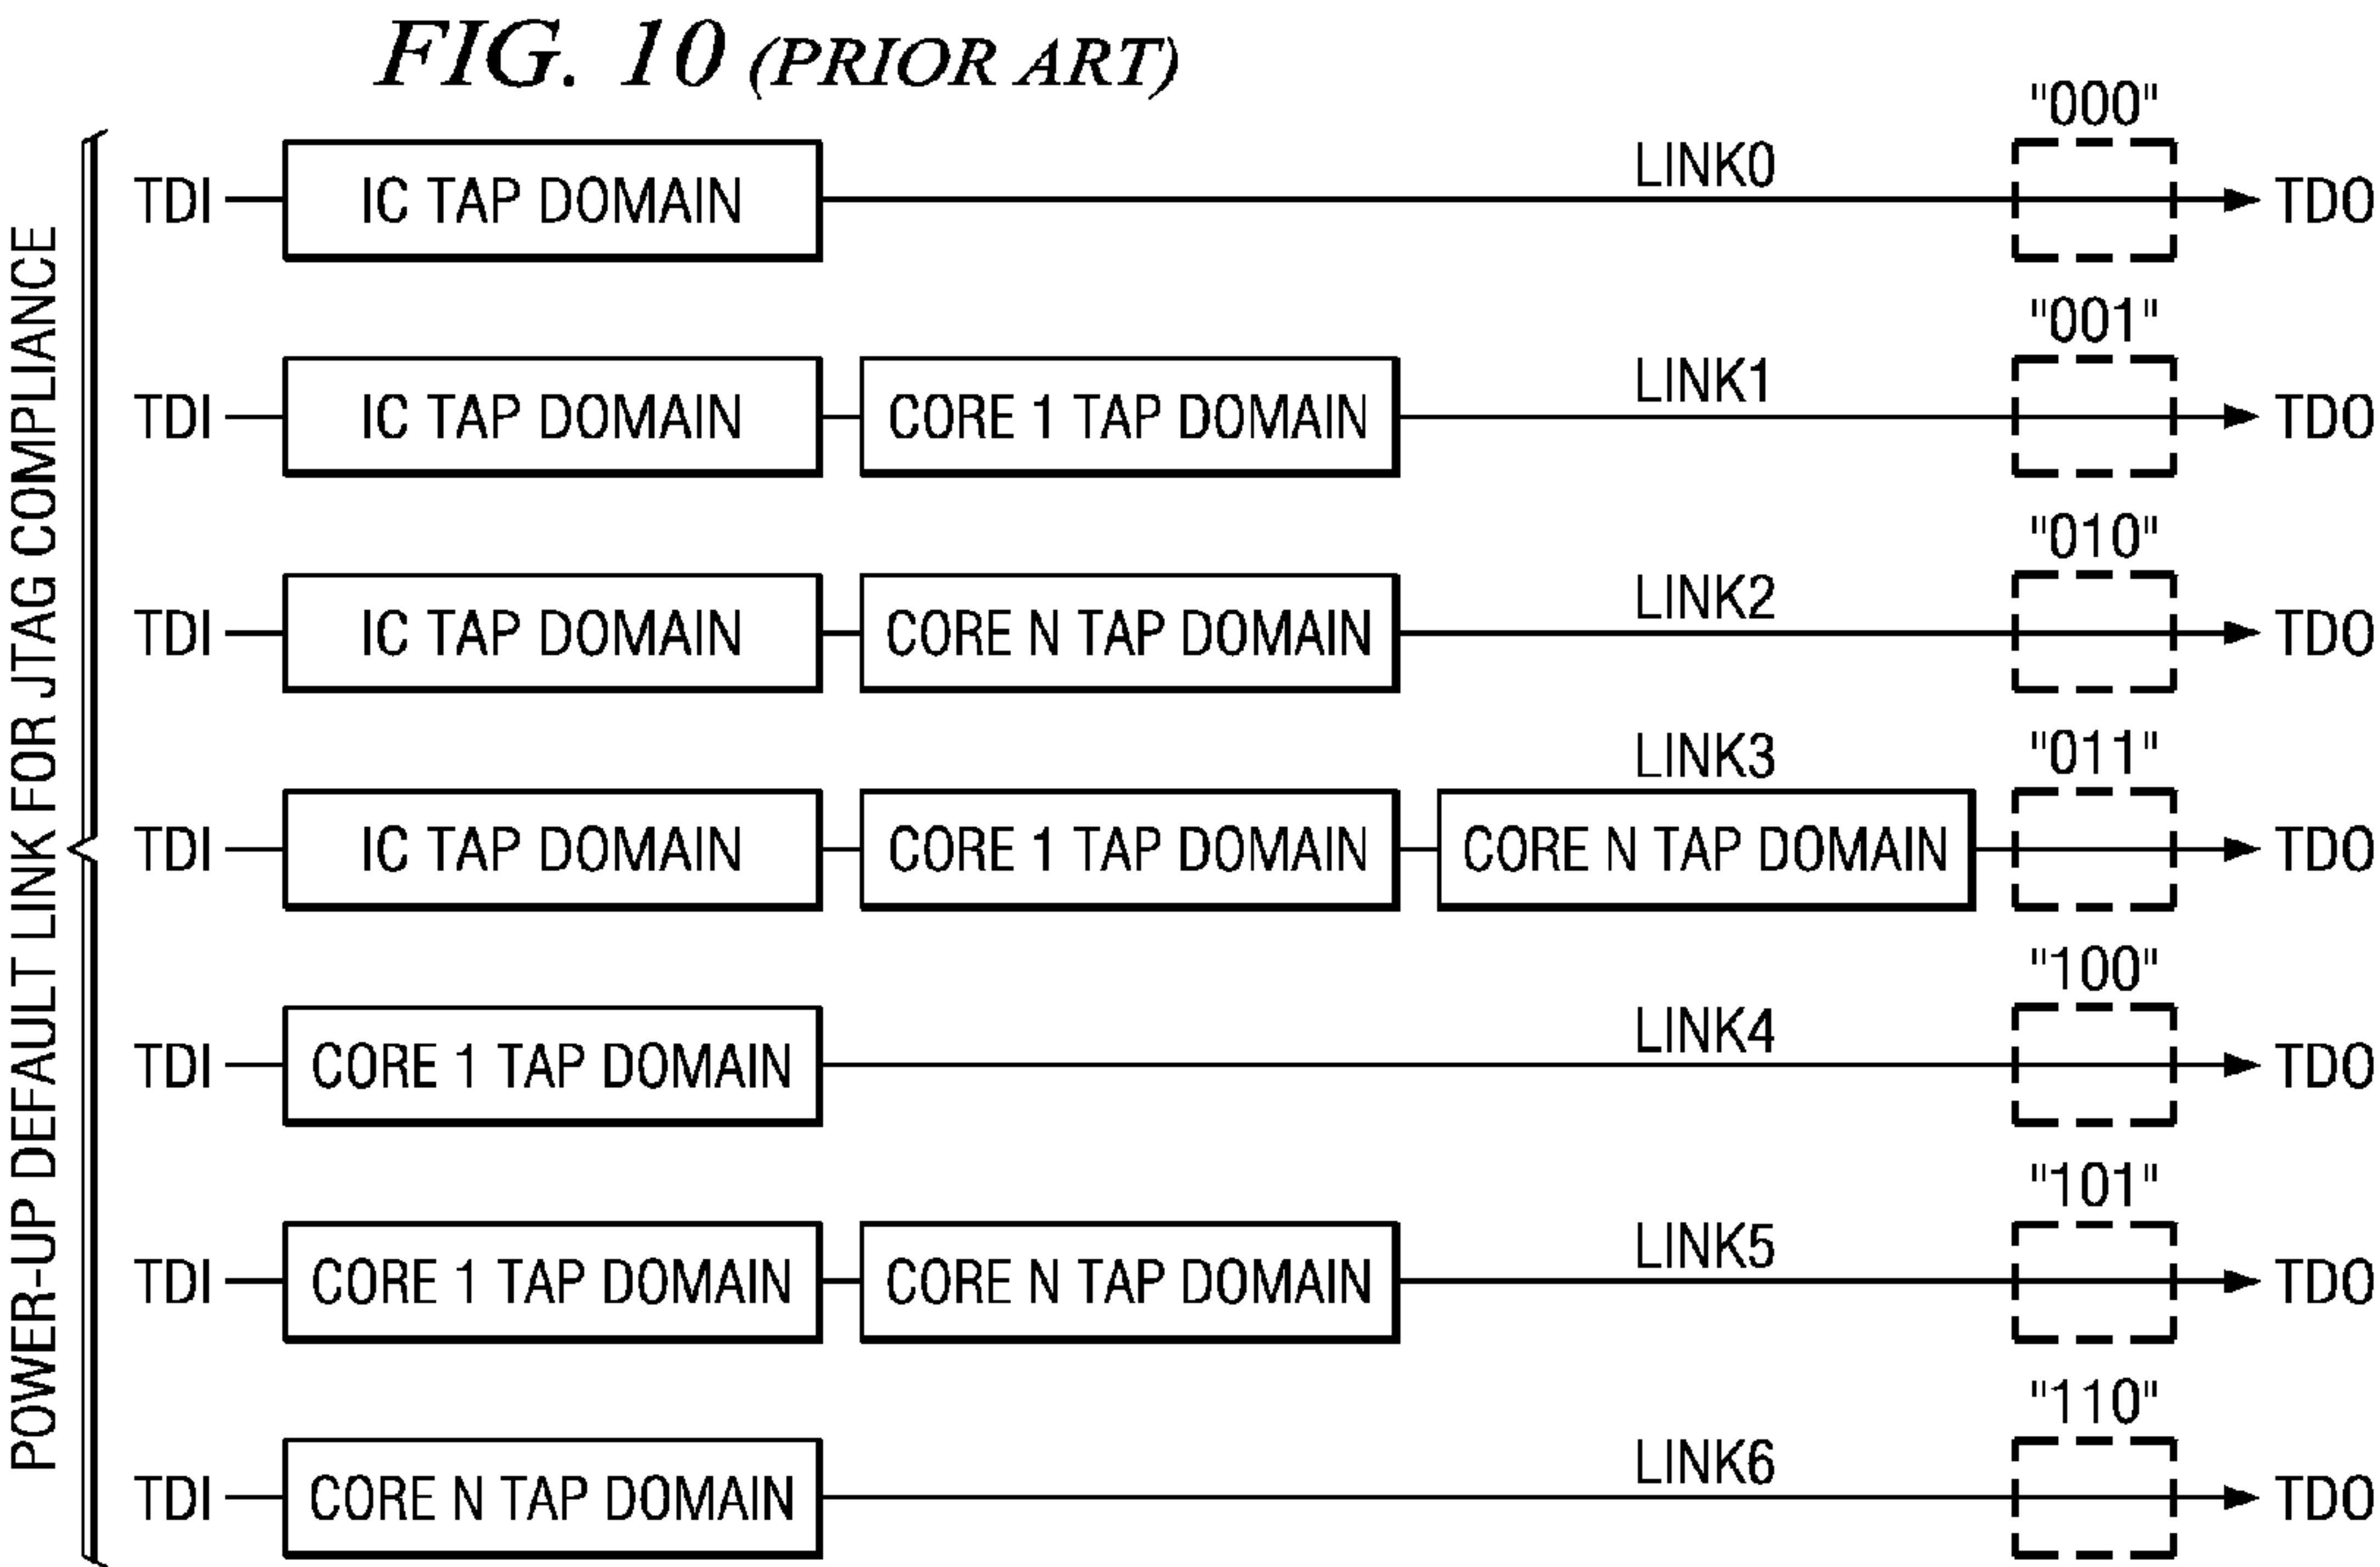 FIG. 10 (PRIOR ART)
POWER-UP DEFAULT LINK FOR JTAG COMPLIANCE
"000"
TDI IC TAP DOMAIN LINK0 TDO
"001"
TDI IC TAP DOMAIN CORE 1 TAP DOMAIN LINK1 TDO
"010"
TDI IC TAP DOMAIN CORE N TAP DOMAIN LINK2 TDO
LINK3 "011"
TDI IC TAP DOMAIN CORE 1 TAP DOMAIN CORE N TAP DOMAIN TDO
"100"
TDI CORE 1 TAP DOMAIN LINK4 TDO
"101"
TDI CORE 1 TAP DOMAIN CORE N TAP DOMAIN LINK5 TDO
"110"
TDI CORE N TAP DOMAIN LINK6 TDO